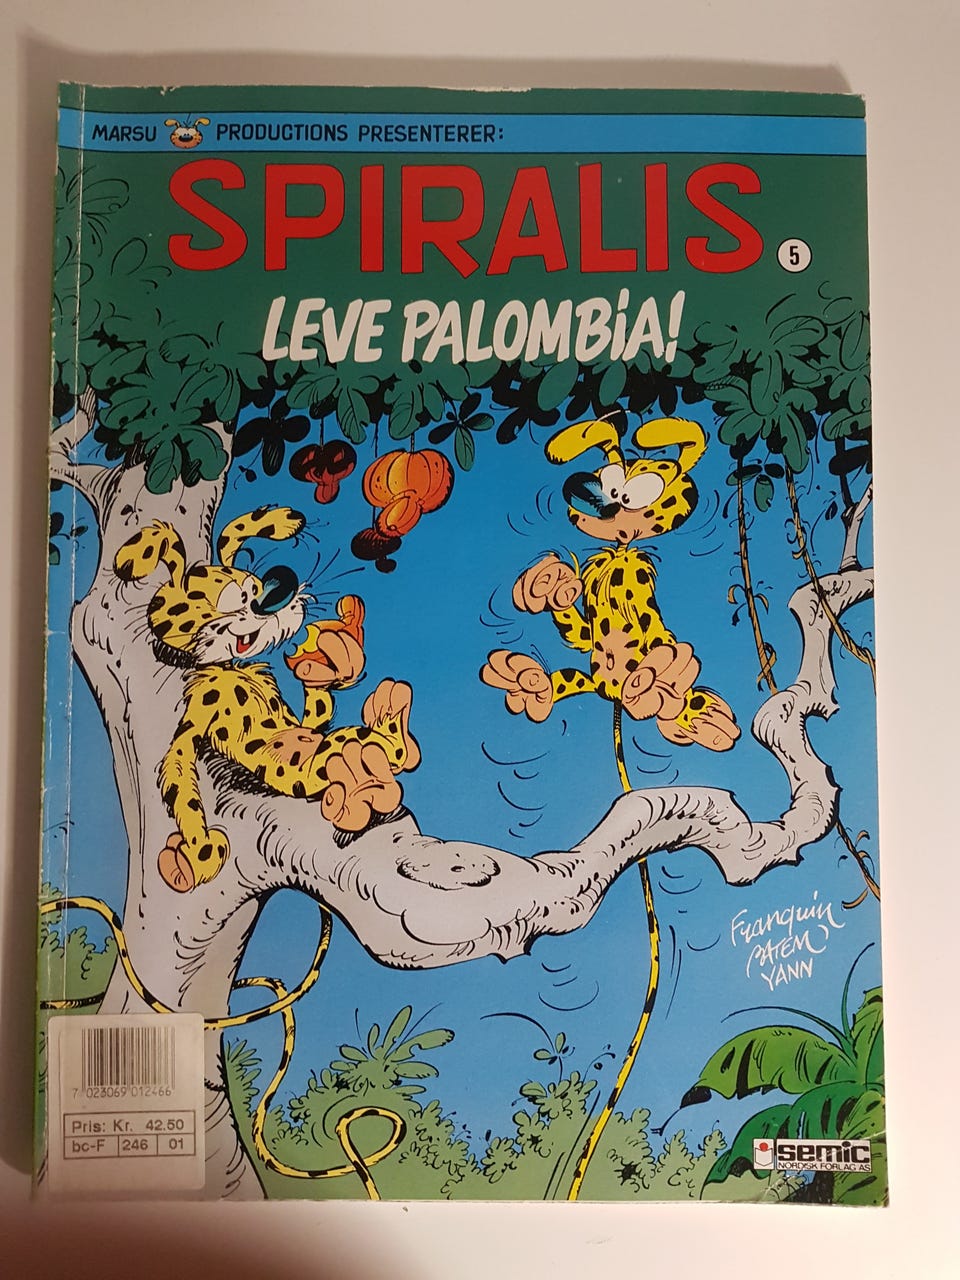 MARSU PRODUCTIONS PRESENTERER:
SPIRALIS
5
LEVE PALOMBiA!
Franquin
BATEM
YANN
7 023069 012466
Pris: Kr. 42.50
bc-F 246 01
semic
NORDISK FORLAG AS